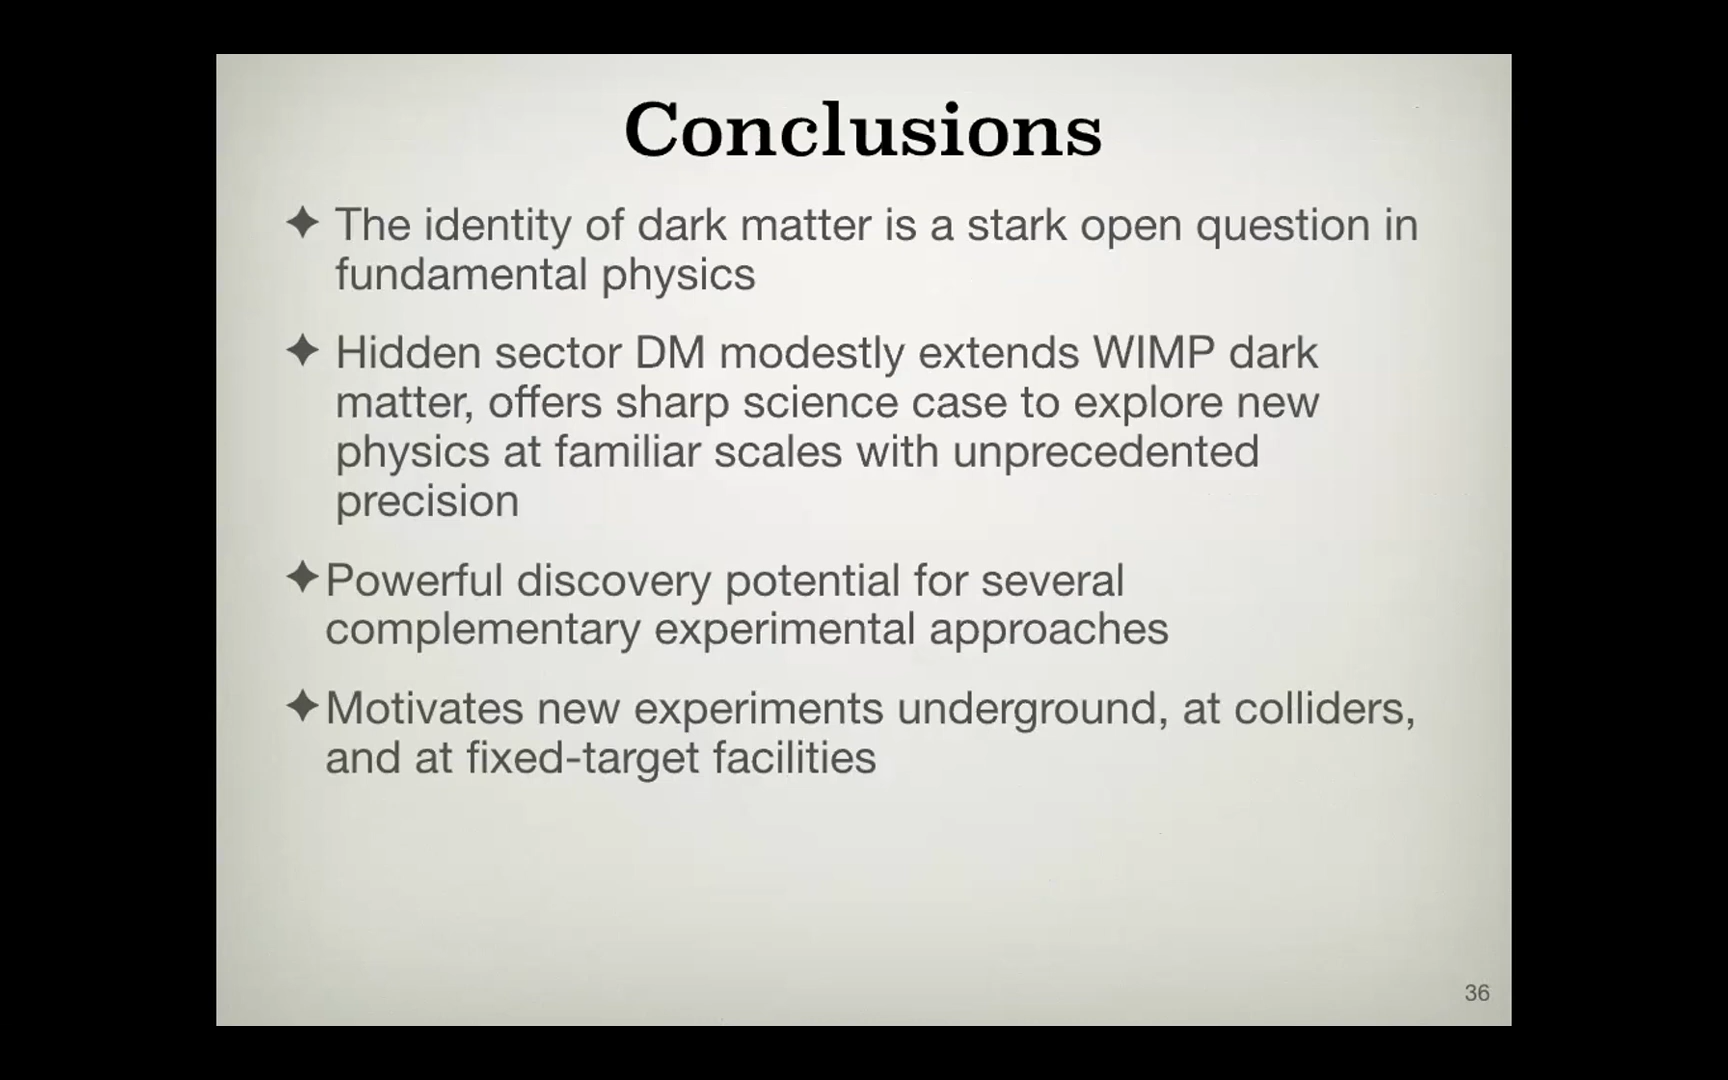 Conclusions
✦ The identity of dark matter is a stark open question in
fundamental physics
✦ Hidden sector DM modestly extends WIMP dark
matter, offers sharp science case to explore new
physics at familiar scales with unprecedented
precision
✦ Powerful discovery potential for several
complementary experimental approaches
✦ Motivates new experiments underground, at colliders,
and at fixed-target facilities
36